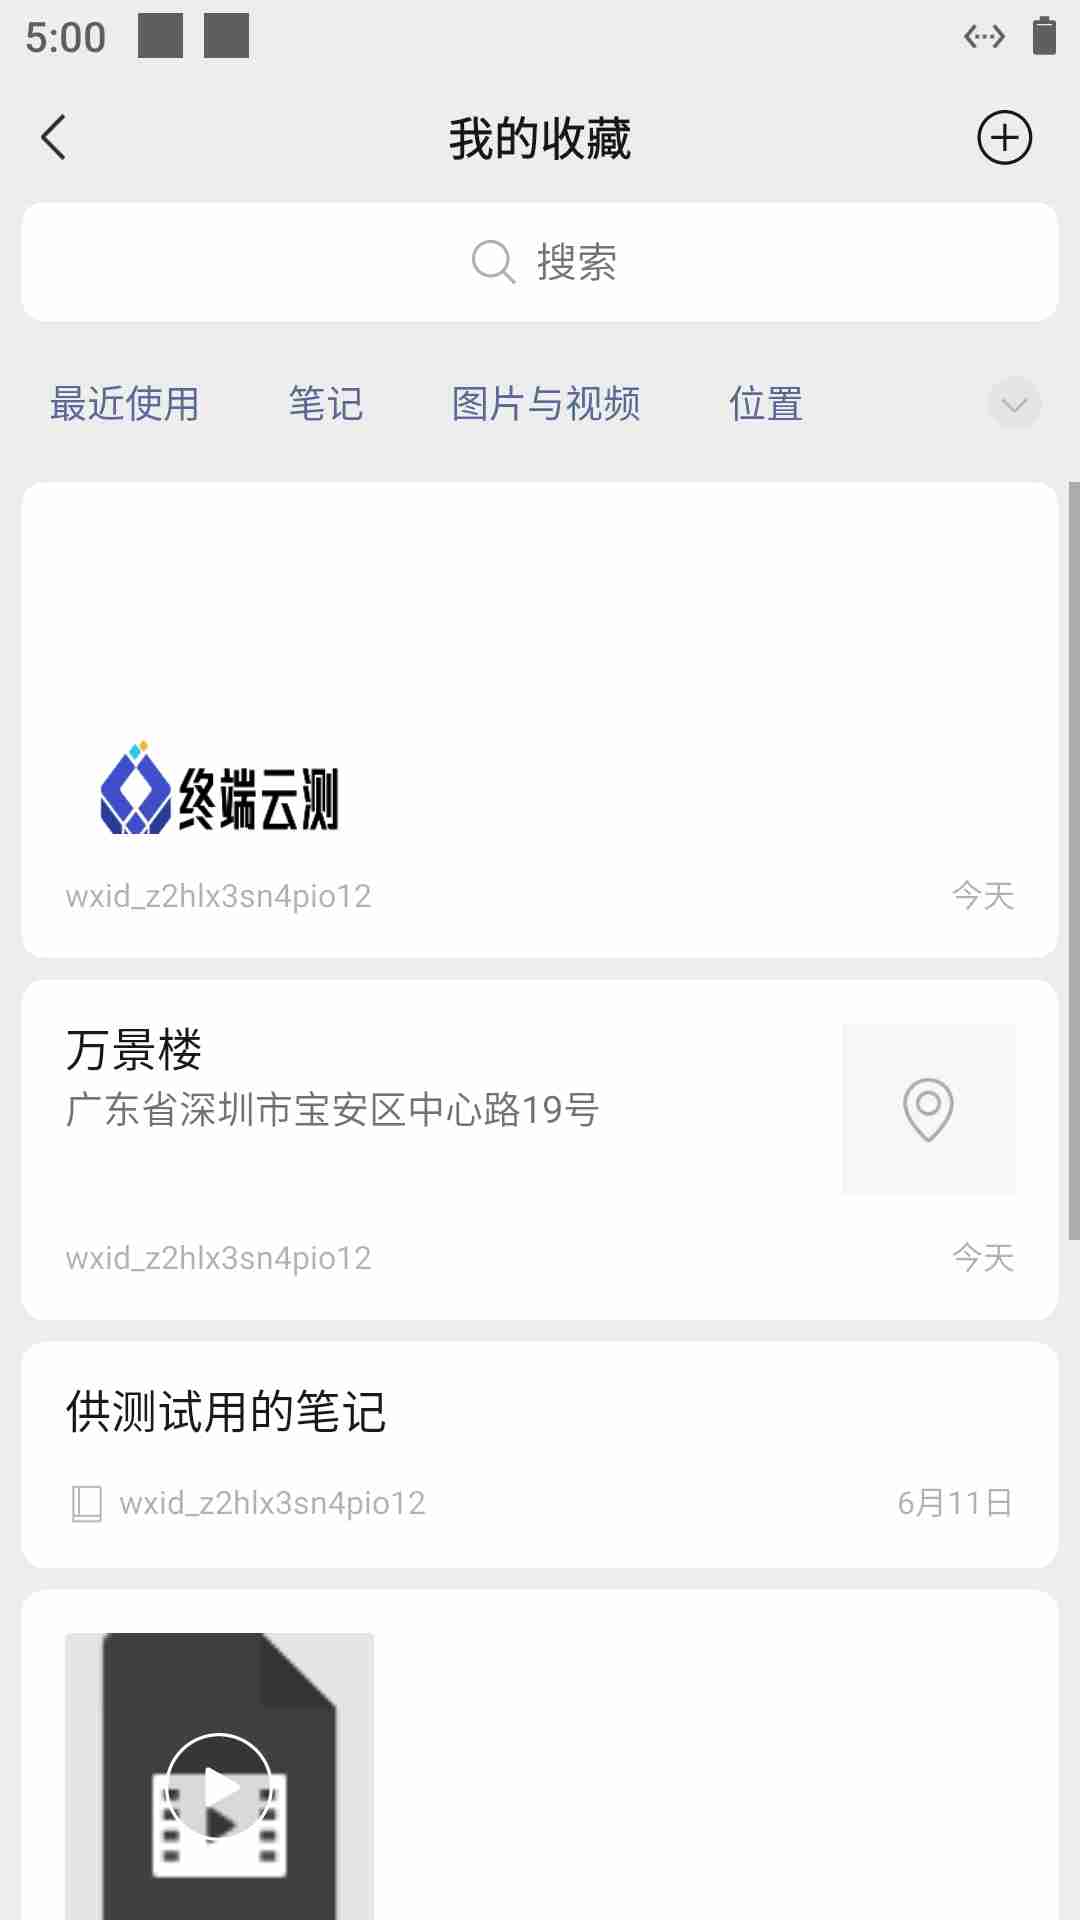 5:00
我的收藏
搜索
最近使用 笔记 图片与视频 位置
终端云测
wxid_z2hlx3sn4pio12 今天
万景楼
广东省深圳市宝安区中心路19号
wxid_z2hlx3sn4pio12 今天
供测试用的笔记
wxid_z2hlx3sn4pio12 6月11日